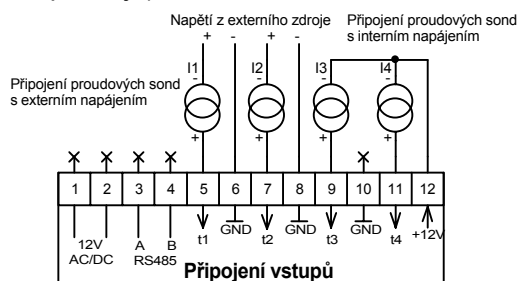 Napětí z externího zdroje
+ - + -
Připojení proudových sond
s interním napájením
Připojení proudových sond
s externím napájením
I1 I2 I3 I4
- - - -
+ + + +
1 2 3 4 5 6 7 8 9 10 11 12
12V
AC/DC
A B
RS485
t1 GND t2 GND t3 GND t4 +12V
Připojení vstupů